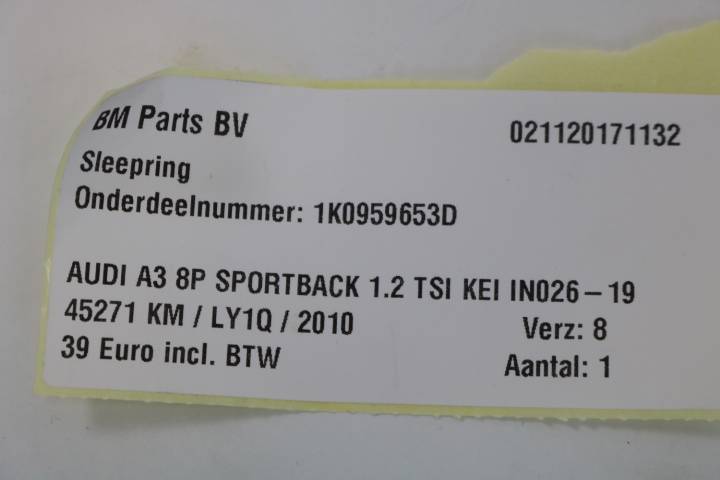 BM Parts BV 021120171132
Sleepring
Onderdeelnummer: 1K0959653D
AUDI A3 8P SPORTBACK 1.2 TSI KEI IN026-19
45271 KM / LY1Q / 2010 Verz: 8
39 Euro incl. BTW Aantal: 1